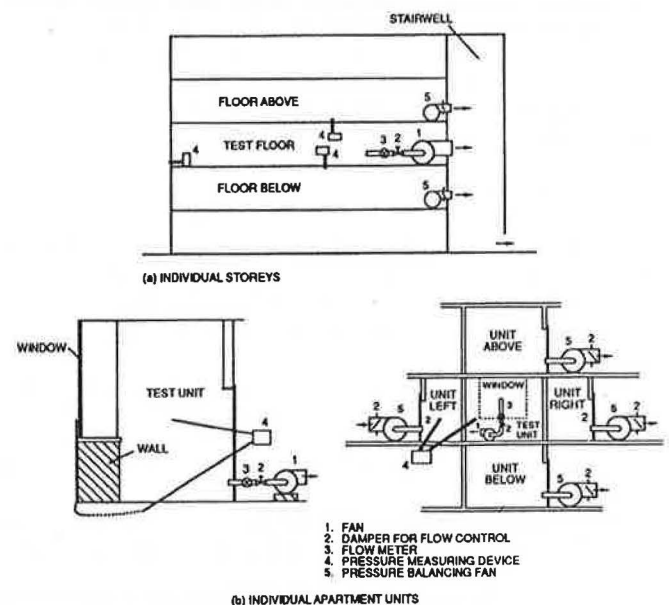 STAIRWELL
FLOOR ABOVE
5
4
3 2 1
TEST FLOOR
4
4
FLOOR BELOW
5
(a) INDIVIDUAL STOREYS
WINDOW
TEST UNIT
4
WALL
3 2 1
UNIT ABOVE
5 2
UNIT LEFT
WINDOW
UNIT RIGHT
2 5 2
3
1 2
TEST UNIT
2 5 2
4
UNIT BELOW
5 2
1. FAN
2. DAMPER FOR FLOW CONTROL
3. FLOW METER
4. PRESSURE MEASURING DEVICE
5. PRESSURE BALANCING FAN
(b) INDIVIDUAL APARTMENT UNITS